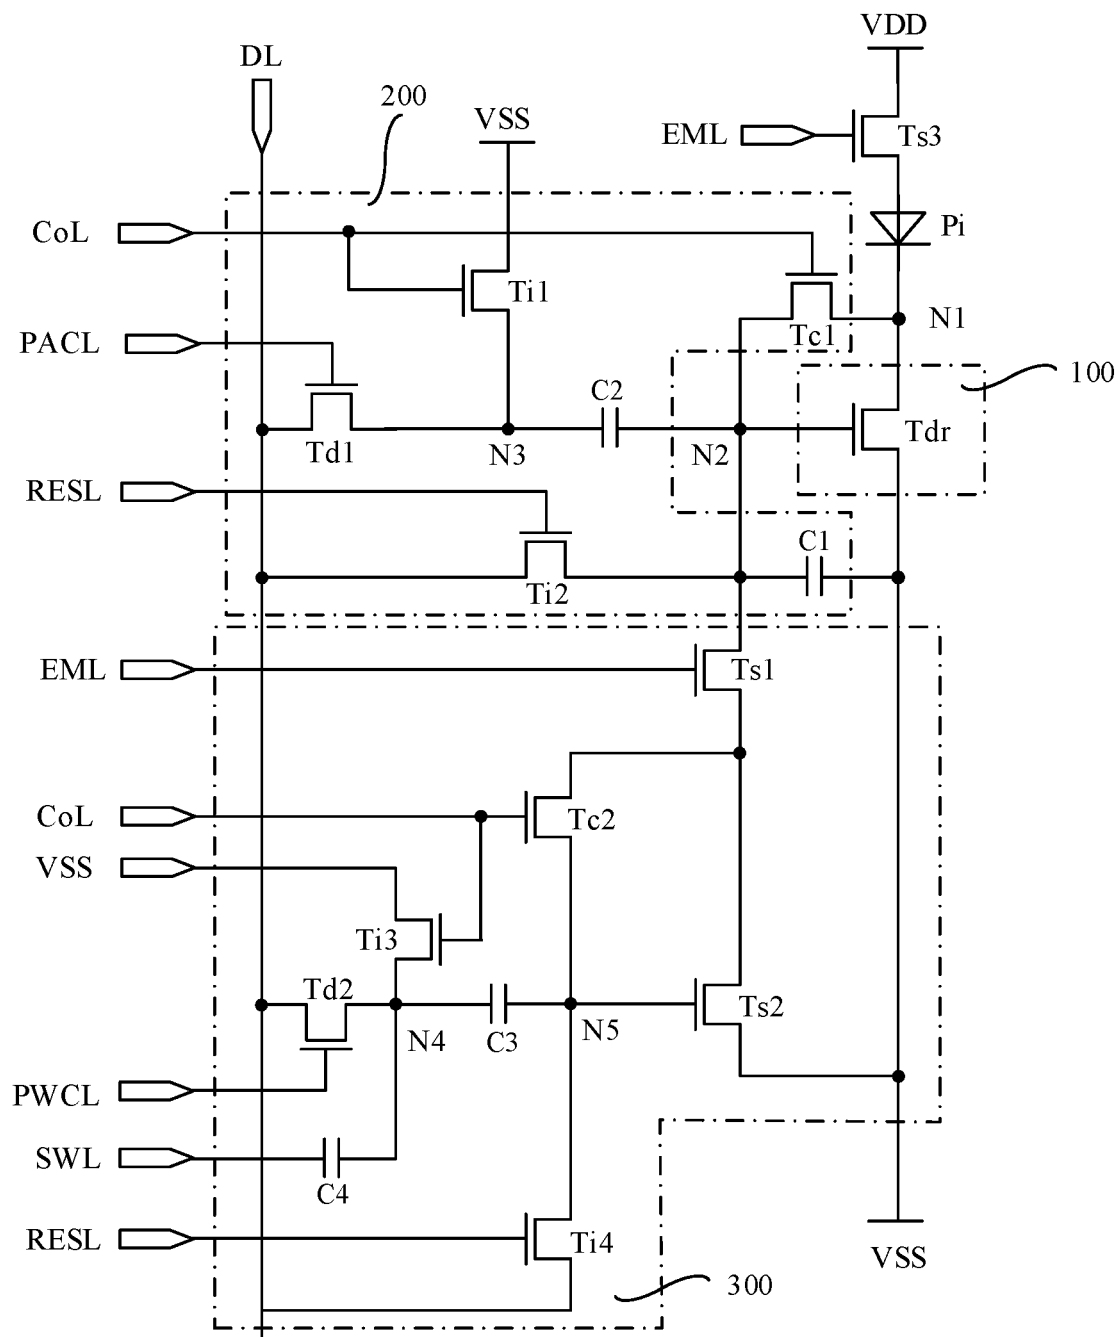 VDD
DL
200
VSS
EML
Ts3
CoL
Pi
Ti1
N1
PACL
Tc1
100
C2
Td1
N3
N2
Tdr
RESL
C1
Ti2
EML
Ts1
CoL
Tc2
VSS
Ti3
Td2
Ts2
N4
C3
N5
PWCL
SWL
C4
RESL
Ti4
VSS
300